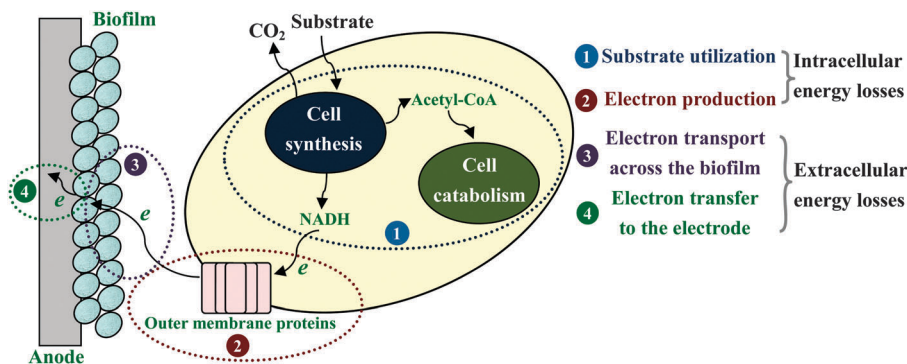 Biofilm
CO2
Substrate
Cell
synthesis
Acetyl-CoA
Cell
catabolism
NADH
1
e
3
4
e
e
Outer membrane proteins
2
Anode
1 Substrate utilization
2 Electron production
Intracellular
energy losses
3 Electron transport
across the biofilm
4 Electron transfer
to the electrode
Extracellular
energy losses